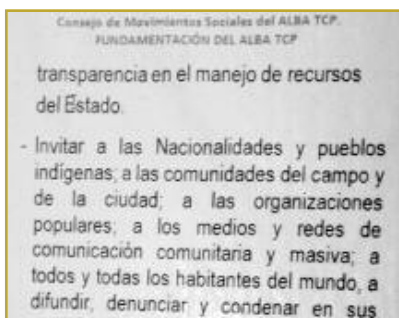 Consejo de Movimientos Sociales del ALBA TCP.
FUNDAMENTACIÓN DEL ALBA TCP
transparencia en el manejo de recursos
del Estado.
- Invitar a las Nacionalidades y pueblos
indígenas; a las comunidades del campo y
de la ciudad; a las organizaciones
populares; a los medios y redes de
comunicación comunitaria y masiva; a
todos y todas los habitantes del mundo, a
difundir, denunciar y condenar en sus